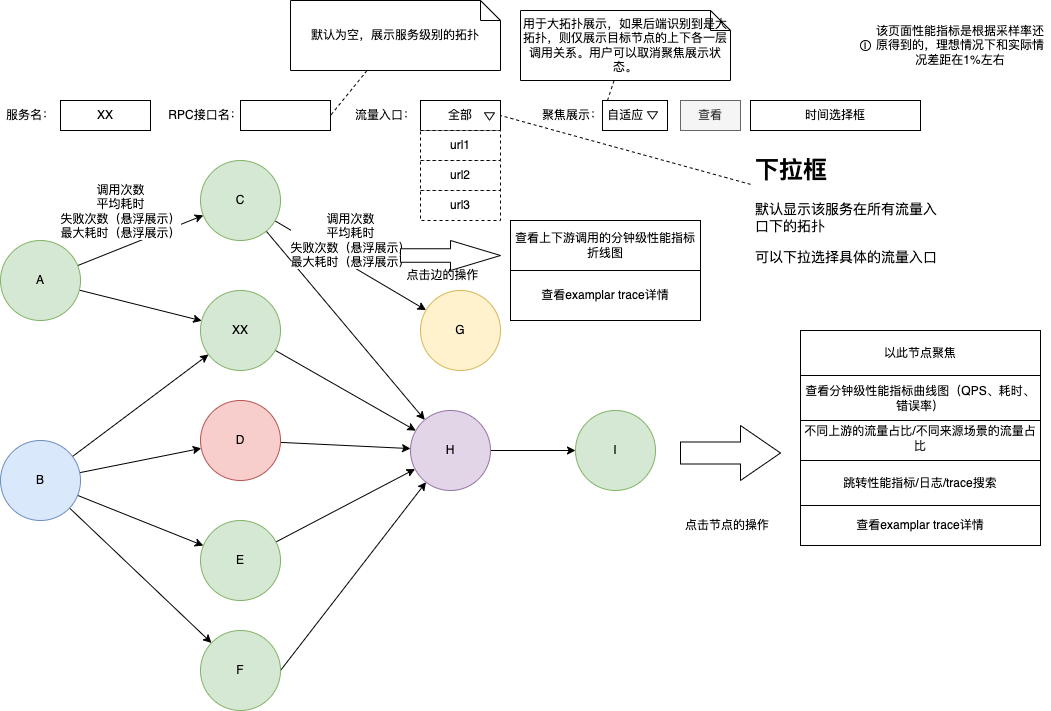 默认为空，展示服务级别的拓扑
用于大拓扑展示，如果后端识别到是大
拓扑，则仅展示目标节点的上下各一层
调用关系。用户可以取消聚焦展示状
态。
该页面性能指标是根据采样率还
原得到的，理想情况下和实际情
况差距在1%左右
服务名：
XX
RPC接口名：
流量入口：
全部
聚焦展示：
自适应
查看
时间选择框
url1
url2
url3
下拉框
默认显示该服务在所有流量入
口下的拓扑
可以下拉选择具体的流量入口
调用次数
平均耗时
失败次数（悬浮展示）
最大耗时（悬浮展示）
C
调用次数
平均耗时
失败次数（悬浮展示）
最大耗时（悬浮展示）
点击边的操作
查看上下游调用的分钟级性能指标
折线图
查看examplar trace详情
A
XX
G
B
D
H
I
E
F
点击节点的操作
以此节点聚焦
查看分钟级性能指标曲线图（QPS、耗时、
错误率）
不同上游的流量占比/不同来源场景的流量占
比
跳转性能指标/日志/trace搜索
查看examplar trace详情